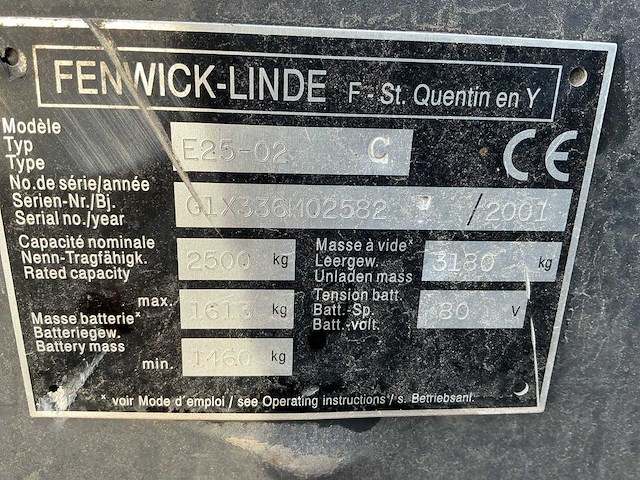 FENWICK-LINDE F - St. Quentin en Y
Modèle
Typ E25-02 C
Type
CE
No.de série/année
Serien-Nr./Bj. G1X336M02582 / 2001
Serial no./year
Capacité nominale
Nenn-Tragfähigk. 2500 kg
Rated capacity
Masse à vide*
Leergew. 3180 kg
Unladen mass
max. 1613 kg
Masse batterie*
Batteriegew.
Battery mass
min. 1460 kg
Tension batt.
Batt.-Sp. 80 V
Batt.-volt.
* voir Mode d'emploi / see Operating instructions / s. Betriebsanl.